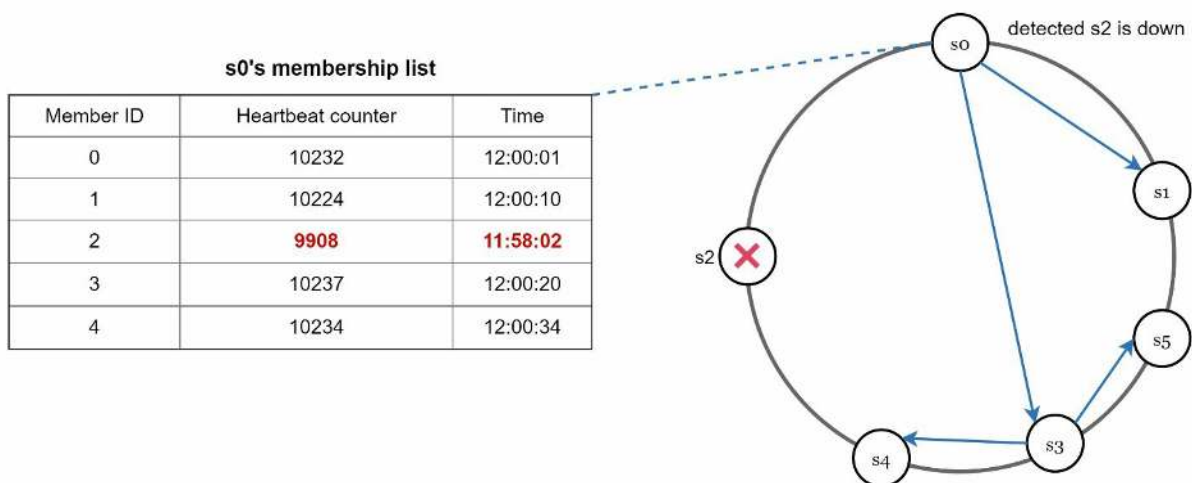 s0's membership list
Member ID Heartbeat counter Time
0 10232 12:00:01
1 10224 12:00:10
2 9908 11:58:02
3 10237 12:00:20
4 10234 12:00:34
s0 detected s2 is down
s1
s2
s5
s3
s4